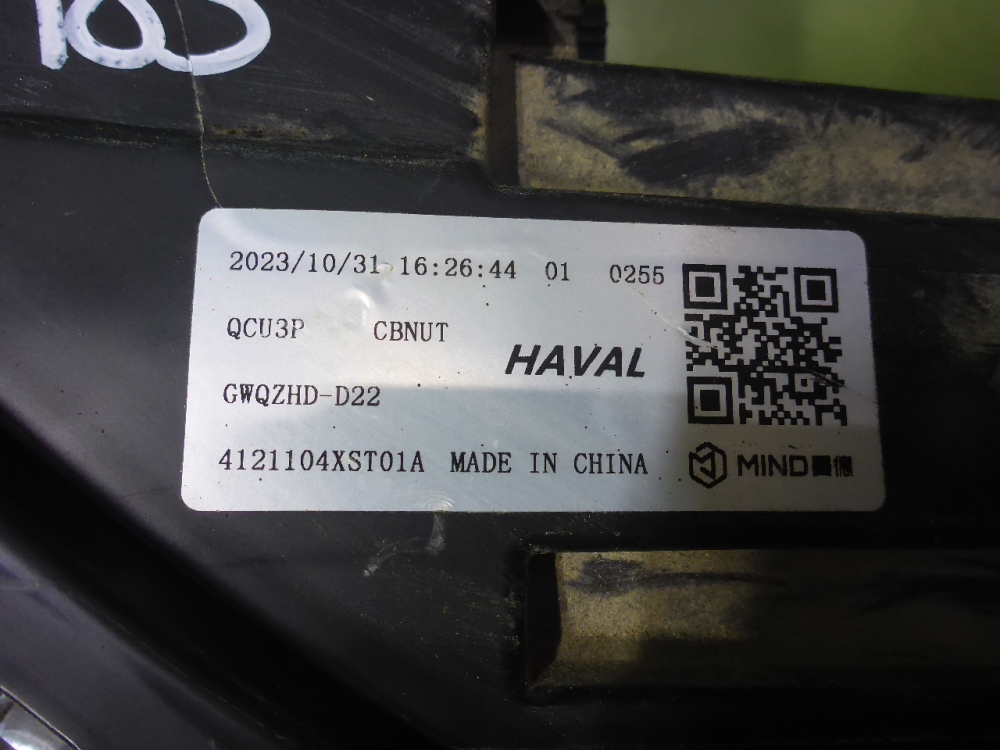 2023/10/31 16:26:44 01 0255
QCU3P CBNUT
HAVAL
GWQZHD-D22
4121104XST01A MADE IN CHINA
MIND